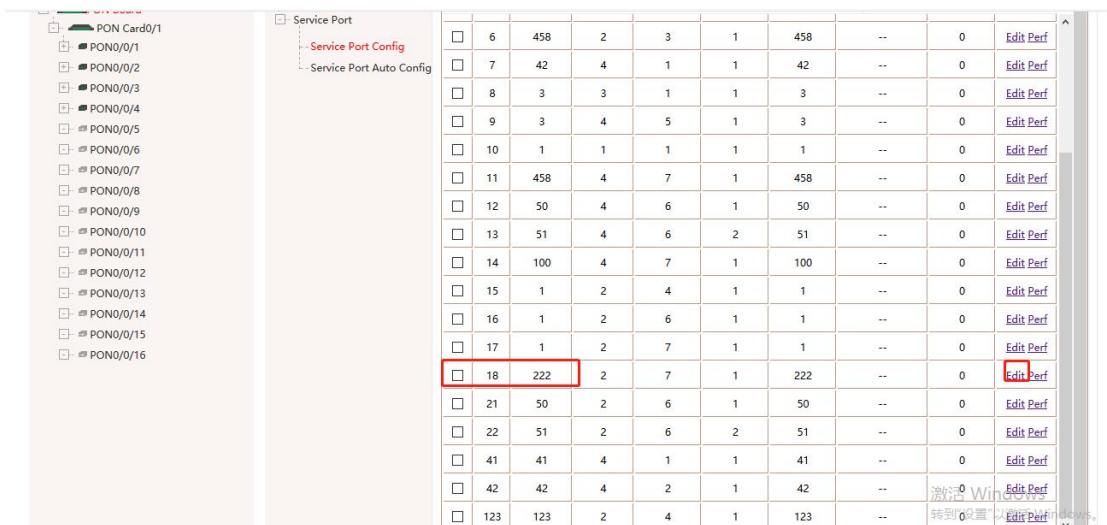 PON Board
PON Card0/1
PON0/0/1
PON0/0/2
PON0/0/3
PON0/0/4
PON0/0/5
PON0/0/6
PON0/0/7
PON0/0/8
PON0/0/9
PON0/0/10
PON0/0/11
PON0/0/12
PON0/0/13
PON0/0/14
PON0/0/15
PON0/0/16
Service Port
Service Port Config
Service Port Auto Config
6 458 2 3 1 458 -- 0 Edit Perf
7 42 4 1 1 42 -- 0 Edit Perf
8 3 3 1 1 3 -- 0 Edit Perf
9 3 4 5 1 3 -- 0 Edit Perf
10 1 1 1 1 1 -- 0 Edit Perf
11 458 4 7 1 458 -- 0 Edit Perf
12 50 4 6 1 50 -- 0 Edit Perf
13 51 4 6 2 51 -- 0 Edit Perf
14 100 4 7 1 100 -- 0 Edit Perf
15 1 2 4 1 1 -- 0 Edit Perf
16 1 2 6 1 1 -- 0 Edit Perf
17 1 2 7 1 1 -- 0 Edit Perf
18 222 2 7 1 222 -- 0 Edit Perf
21 50 2 6 1 50 -- 0 Edit Perf
22 51 2 6 2 51 -- 0 Edit Perf
41 41 4 1 1 41 -- 0 Edit Perf
42 42 4 2 1 42 -- 0 Edit Perf
123 123 2 4 1 123 -- 0 Edit Perf
激活 Windows
转到"设置"以激活 Windows。